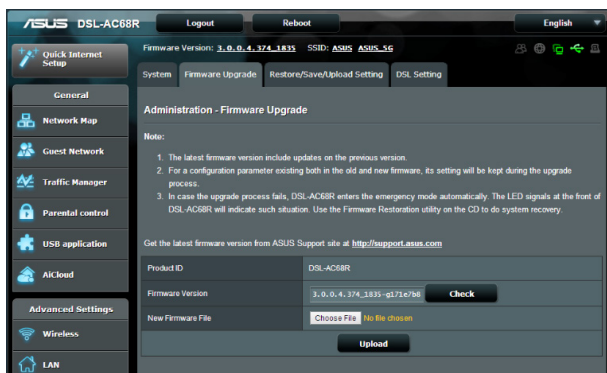 ASUS DSL-AC68R Logout Reboot English
Quick Internet Setup
Firmware Version: 3.0.0.4.374_1835 SSID: ASUS ASUS_5G
System Firmware Upgrade Restore/Save/Upload Setting DSL Setting
General
Network Map
Guest Network
Traffic Manager
Parental control
USB application
AiCloud
Advanced Settings
Wireless
LAN
Administration - Firmware Upgrade
Note:
1. The latest firmware version include updates on the previous version.
2. For a configuration parameter existing both in the old and new firmware, its setting will be kept during the upgrade
process.
3. In case the upgrade process fails, DSL-AC68R enters the emergency mode automatically. The LED signals at the front of
DSL-AC68R will indicate such situation. Use the Firmware Restoration utility on the CD to do system recovery.
Get the latest firmware version from ASUS Support site at http://support.asus.com
Product ID DSL-AC68R
Firmware Version 3.0.0.4.374_1835-g171e7b8 Check
New Firmware File Choose File No file chosen
Upload